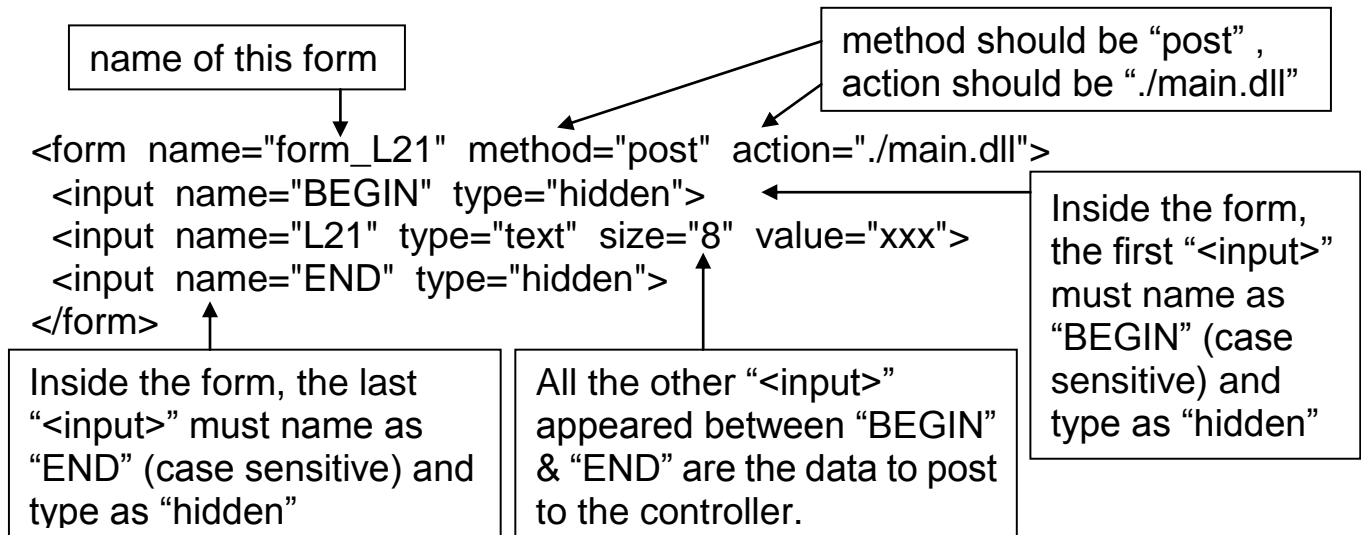 name of this form
method should be “post” ,
action should be “./main.dll”
<form name="form_L21" method="post" action="./main.dll">
<input name="BEGIN" type="hidden">
<input name="L21" type="text" size="8" value="xxx">
<input name="END" type="hidden">
</form>
Inside the form,
the first “<input>”
must name as
“BEGIN” (case
sensitive) and
type as “hidden”
Inside the form, the last
“<input>” must name as
“END” (case sensitive) and
type as “hidden”
All the other “<input>”
appeared between “BEGIN”
& “END” are the data to post
to the controller.